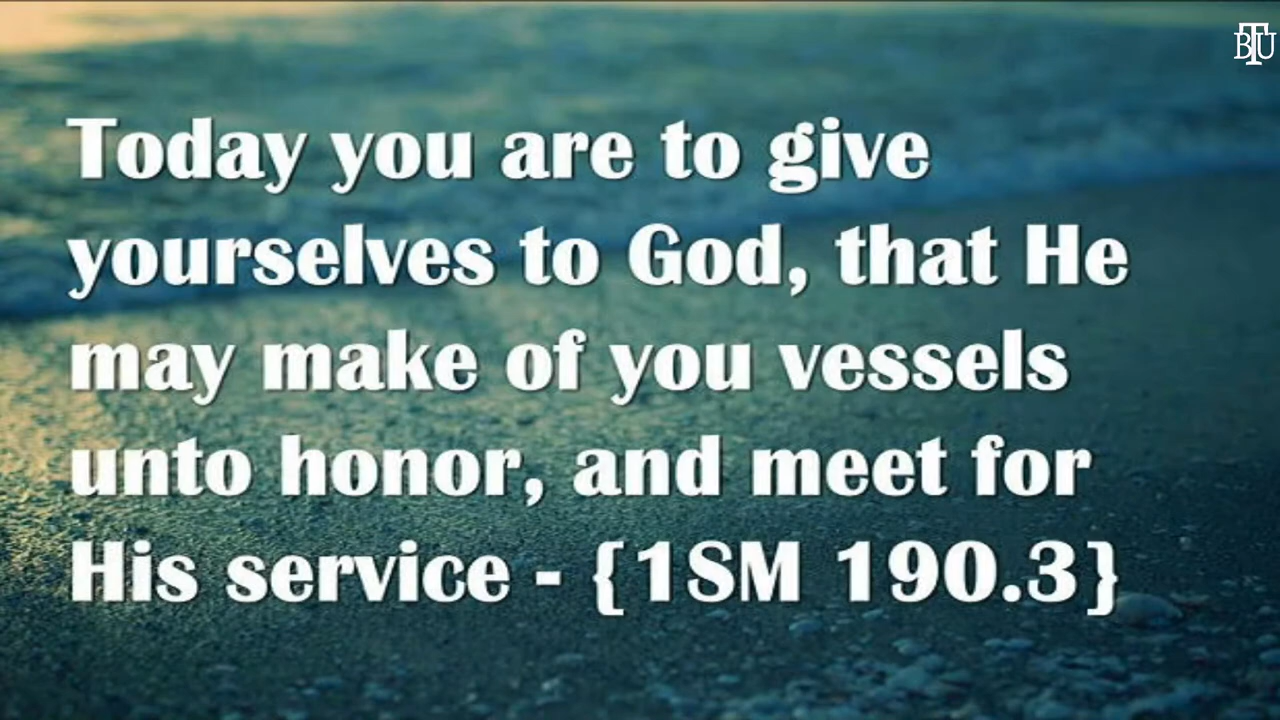 BTU
Today you are to give
yourselves to God, that He
may make of you vessels
unto honor, and meet for
His service - {1SM 190.3}